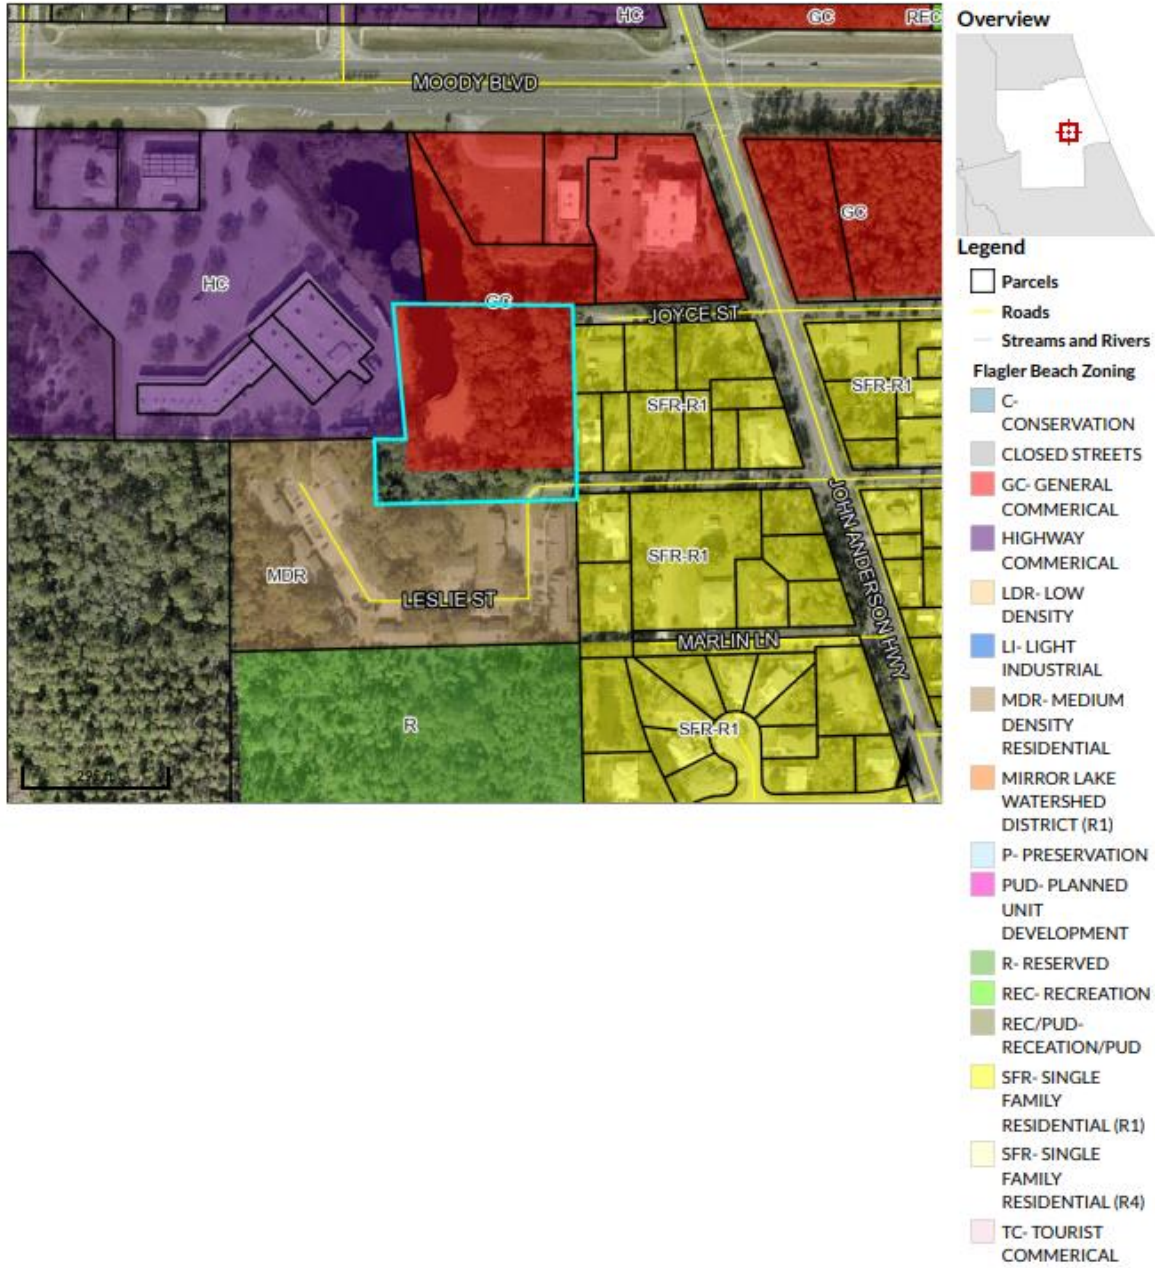 HC
GC
REC
MOODY BLVD
GC
HC
GC
JOYCE ST
SFR-R1
SFR-R1
JOHN ANDERSON HWY
SFR-R1
MDR
LESLIE ST
MARLIN LN
R
SFR-R1
Overview
Legend
Parcels
Roads
Streams and Rivers
Flagler Beach Zoning
C-
CONSERVATION
CLOSED STREETS
GC- GENERAL
COMMERICAL
HIGHWAY
COMMERICAL
LDR- LOW
DENSITY
LI- LIGHT
INDUSTRIAL
MDR- MEDIUM
DENSITY
RESIDENTIAL
MIRROR LAKE
WATERSHED
DISTRICT (R1)
P- PRESERVATION
PUD- PLANNED
UNIT
DEVELOPMENT
R- RESERVED
REC- RECREATION
REC/PUD-
RECEATION/PUD
SFR- SINGLE
FAMILY
RESIDENTIAL (R1)
SFR- SINGLE
FAMILY
RESIDENTIAL (R4)
TC- TOURIST
COMMERICAL